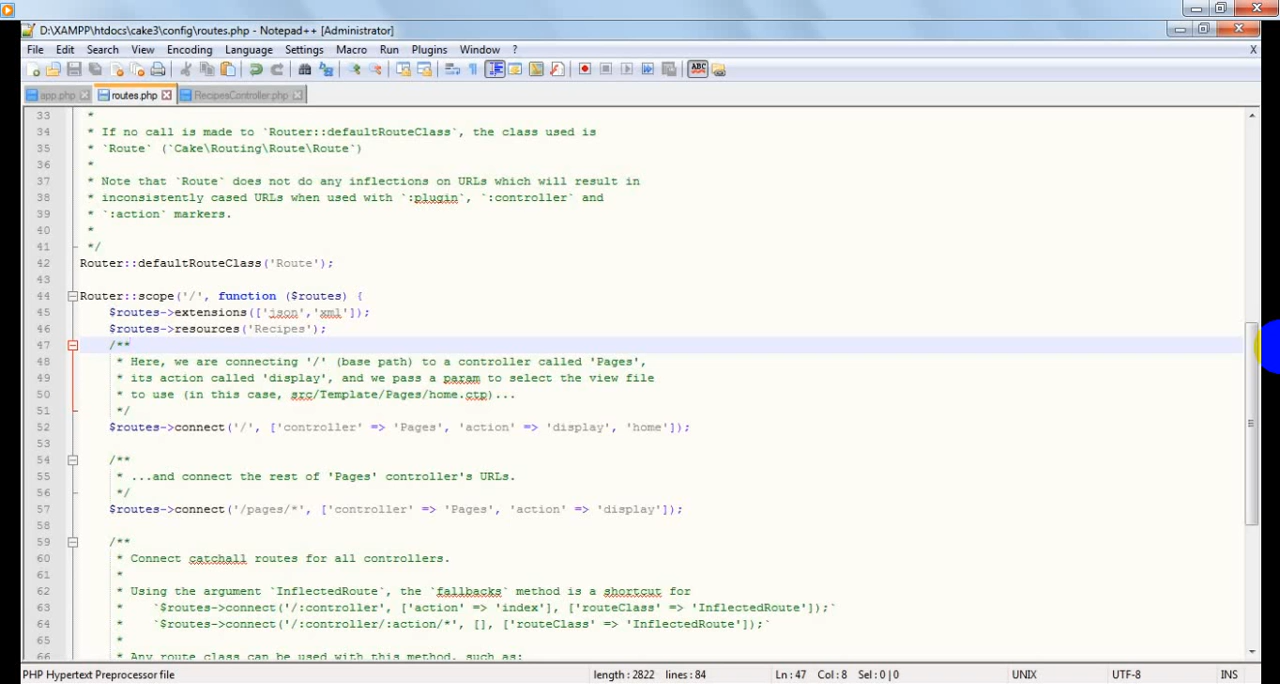 D:\XAMPP\htdocs\cake3\config\routes.php - Notepad++ [Administrator]
File Edit Search View Encoding Language Settings Macro Run Plugins Window ? X
ABC
app.php routes.php RecipesController.php
33 *
34 * If no call is made to `Router::defaultRouteClass`, the class used is
35 * `Route` (`Cake\Routing\Route\Route`)
36 *
37 * Note that `Route` does not do any inflections on URLs which will result in
38 * inconsistently cased URLs when used with `:plugin`, `:controller` and
39 * `:action` markers.
40 *
41 */
42 Router::defaultRouteClass('Route');
43
44 Router::scope('/', function ($routes) {
45 $routes->extensions(['json','xml']);
46 $routes->resources('Recipes');
47 /**
48 * Here, we are connecting '/' (base path) to a controller called 'Pages',
49 * its action called 'display', and we pass a param to select the view file
50 * to use (in this case, src/Template/Pages/home.ctp)...
51 */
52 $routes->connect('/', ['controller' => 'Pages', 'action' => 'display', 'home']);
53
54 /**
55 * ...and connect the rest of 'Pages' controller's URLs.
56 */
57 $routes->connect('/pages/*', ['controller' => 'Pages', 'action' => 'display']);
58
59 /**
60 * Connect catchall routes for all controllers.
61 *
62 * Using the argument `InflectedRoute`, the `fallbacks` method is a shortcut for
63 * `$routes->connect('/:controller', ['action' => 'index'], ['routeClass' => 'InflectedRoute']);`
64 * `$routes->connect('/:controller/:action/*', [], ['routeClass' => 'InflectedRoute']);`
65 *
66 * Any route class can be used with this method, such as:
PHP Hypertext Preprocessor file length : 2822 lines : 84 Ln : 47 Col : 8 Sel : 0 | 0 UNIX UTF-8 INS